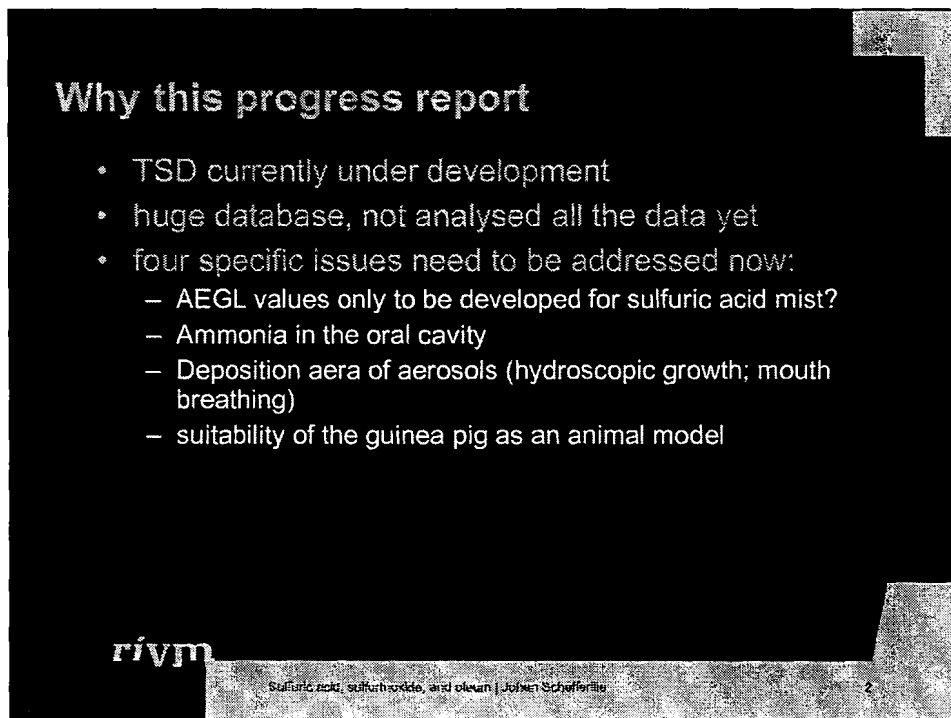 Why this progress report
• TSD currently under development
• huge database, not analysed all the data yet
• four specific issues need to be addressed now:
– AEGL values only to be developed for sulfuric acid mist?
– Ammonia in the oral cavity
– Deposition aera of aerosols (hydroscopic growth; mouth
breathing)
– suitability of the guinea pig as an animal model
rivm
Sulfuric acid, sulfurtrioxide, and oleum | Johan
2